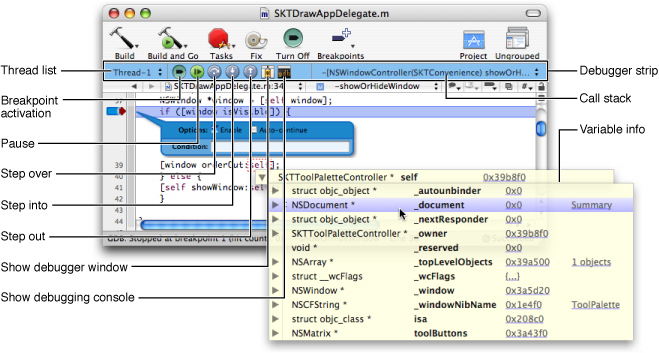 SKTDrawAppDelegate.m
Build Build and Go Tasks Fix Turn Off Breakpoints Project Ungrouped
Thread list
Thread-1
-[NSWindowController(SKTConvenience) showOrH...
Debugger strip
SKTDrawAppDelegate.m:34
-showOrHideWindow
Call stack
Breakpoint activation
NSWindow *window = [self window];
if ([window isVisible]) {
Options: Enable Auto-continue
Condition:
Variable info
Pause
39 [window orderOut:self];
40 } else {
41 [self showWindow:
42 }
44
Step over
Step into
Step out
Show debugger window
Show debugging console
GDB: Stopped at breakpoint 1 (hit count
SKTToolPaletteController * self 0x39b8f0
struct objc_object * _autounbinder 0x0
NSDocument * _document 0x0 Summary
struct objc_object * _nextResponder 0x0
SKTToolPaletteController * _owner 0x39b8f0
void * _reserved 0x0
NSArray * _topLevelObjects 0x39a500 1 objects
struct __wcFlags _wcFlags {...}
NSWindow * _window 0x3a5d20
NSCFString * _windowNibName 0x1e4f0 ToolPalette
struct objc_class * isa 0x208c0
NSMatrix * toolButtons 0x3a43f0